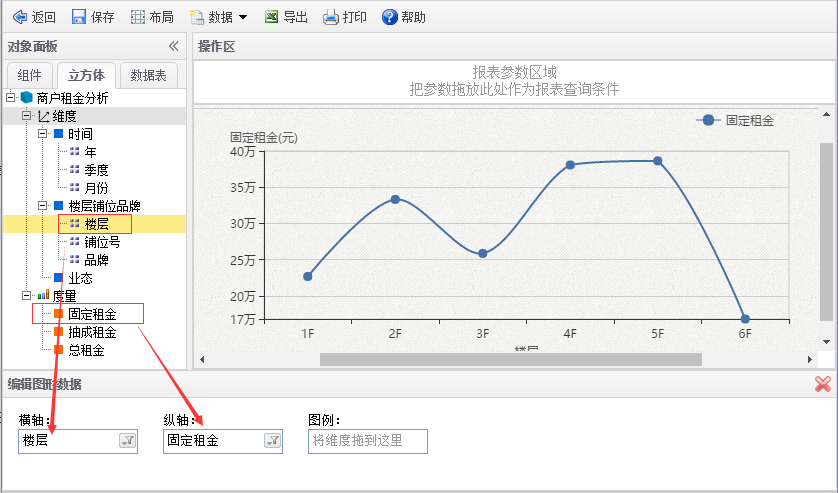 返回 保存 布局 数据 导出 打印 帮助
对象面板
组件 立方体 数据表
商户租金分析
维度
时间
年
季度
月份
楼层铺位品牌
楼层
铺位号
品牌
业态
度量
固定租金
抽成租金
总租金
操作区
报表参数区域
把参数拖放此处作为报表查询条件
固定租金
固定租金(元)
40万
35万
30万
25万
20万
17万
1F 2F 3F 4F 5F 6F
楼层
编辑图形数据
横轴: 纵轴: 图例:
楼层 固定租金 将维度拖到这里